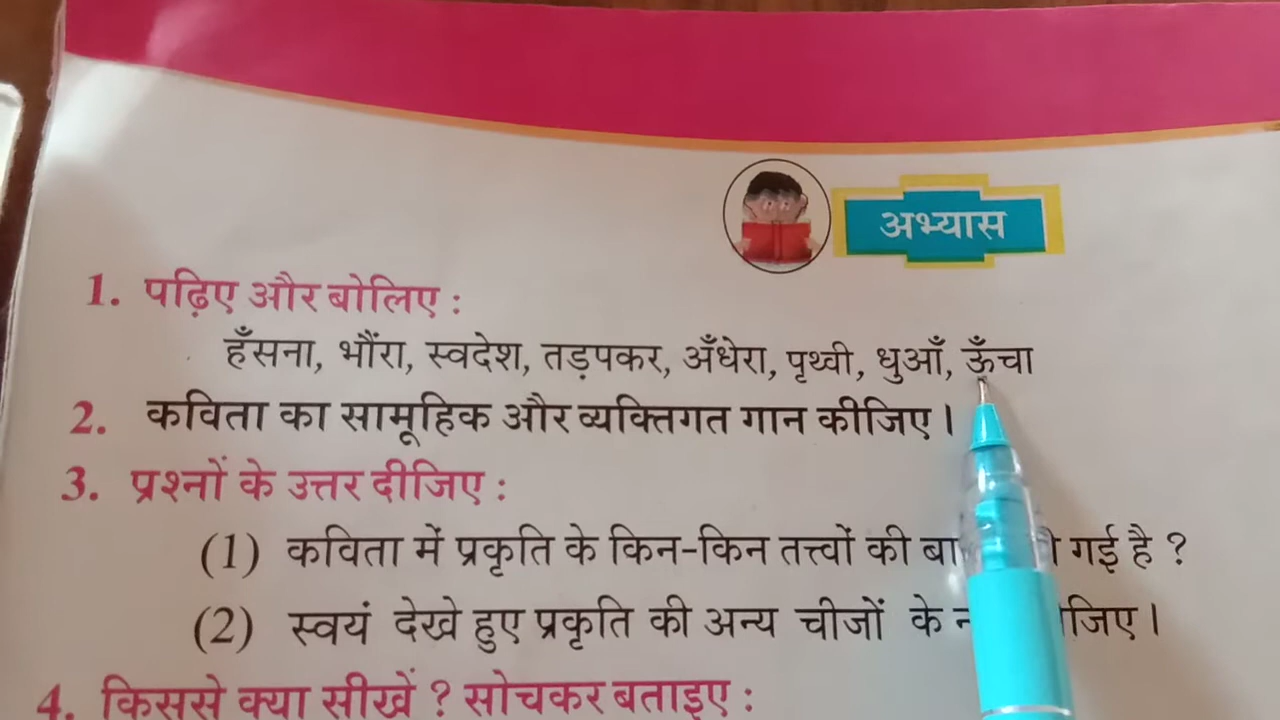 अभ्यास
1. पढ़िए और बोलिए :
हँसना, भौंरा, स्वदेश, तड़पकर, अँधेरा, पृथ्वी, धुआँ, ऊँचा
2. कविता का सामूहिक और व्यक्तिगत गान कीजिए।
3. प्रश्नों के उत्तर दीजिए :
(1) कविता में प्रकृति के किन-किन तत्त्वों की गई है ?
(2) स्वयं देखे हुए प्रकृति की अन्य चीजों के
4. किससे क्या सीखें ? सोचकर बताइए :